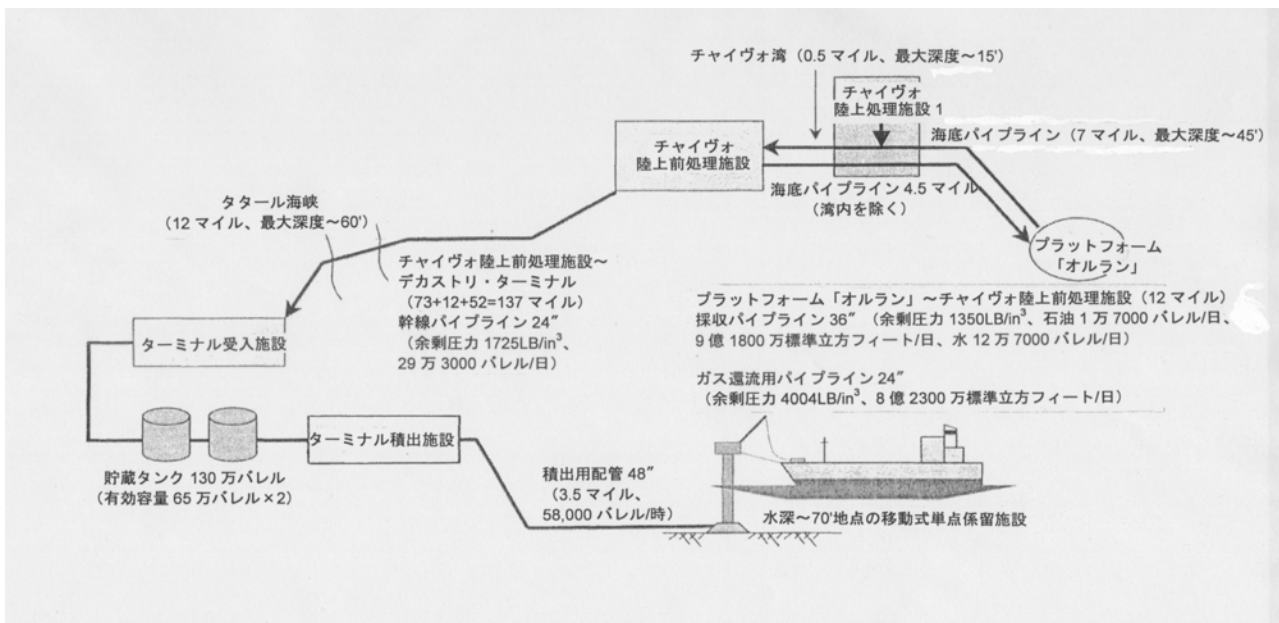 チャイヴォ湾（0.5 マイル、最大深度～15'）
チャイヴォ
陸上処理施設 1
海底パイプライン（7 マイル、最大深度～45'）
チャイヴォ
陸上前処理施設
海底パイプライン 4.5 マイル
（湾内を除く）
タタール海峡
（12 マイル、最大深度～60'）
プラットフォーム
「オルラン」
チャイヴォ陸上前処理施設～
デカストリ・ターミナル
（73+12+52=137 マイル）
幹線パイプライン 24″
（余剰圧力 1725LB/in³、
29 万 3000 バレル/日）
プラットフォーム「オルラン」～チャイヴォ陸上前処理施設（12 マイル）
採収パイプライン 36″（余剰圧力 1350LB/in³、石油 1 万 7000 バレル/日、
9 億 1800 万標準立方フィート/日、水 12 万 7000 バレル/日）
ターミナル受入施設
ガス還流用パイプライン 24″
（余剰圧力 4004LB/in³、8 億 2300 万標準立方フィート/日）
ターミナル積出施設
貯蔵タンク 130 万バレル
（有効容量 65 万バレル×2）
積出用配管 48″
（3.5 マイル、
58,000 バレル/時）
水深～70'地点の移動式単点係留施設